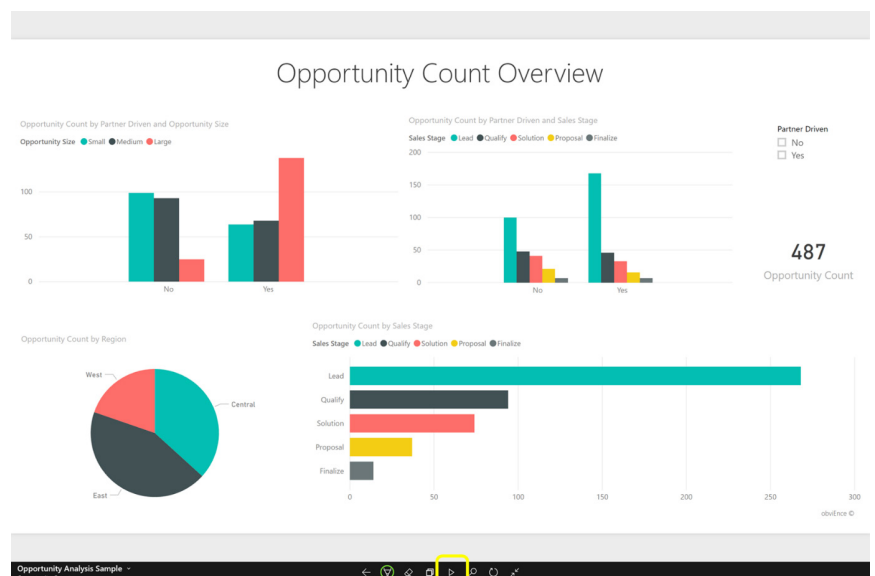 Opportunity Count Overview
Opportunity Count by Partner Driven and Opportunity Size
Opportunity Size Small Medium Large
100
50
0
No Yes
Opportunity Count by Partner Driven and Sales Stage
Sales Stage Lead Qualify Solution Proposal Finalize
200
150
100
50
0
No Yes
Partner Driven
No
Yes
487
Opportunity Count
Opportunity Count by Region
West
Central
East
Opportunity Count by Sales Stage
Sales Stage Lead Qualify Solution Proposal Finalize
Lead
Qualify
Solution
Proposal
Finalize
0 50 100 150 200 250 300
obviEnce ©
Opportunity Analysis Sample